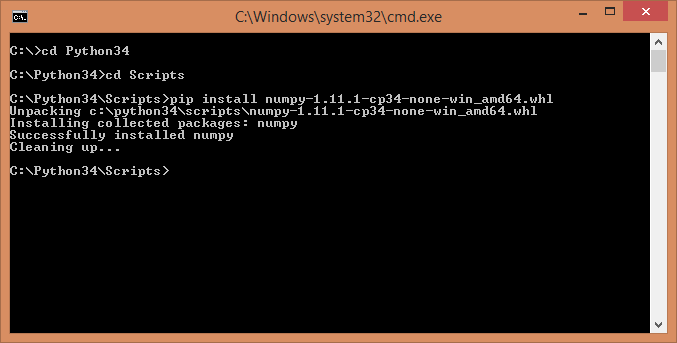 C:\Windows\system32\cmd.exe
C:\>cd Python34
C:\Python34>cd Scripts
C:\Python34\Scripts>pip install numpy-1.11.1-cp34-none-win_amd64.whl
Unpacking c:\python34\scripts\numpy-1.11.1-cp34-none-win_amd64.whl
Installing collected packages: numpy
Successfully installed numpy
Cleaning up...
C:\Python34\Scripts>